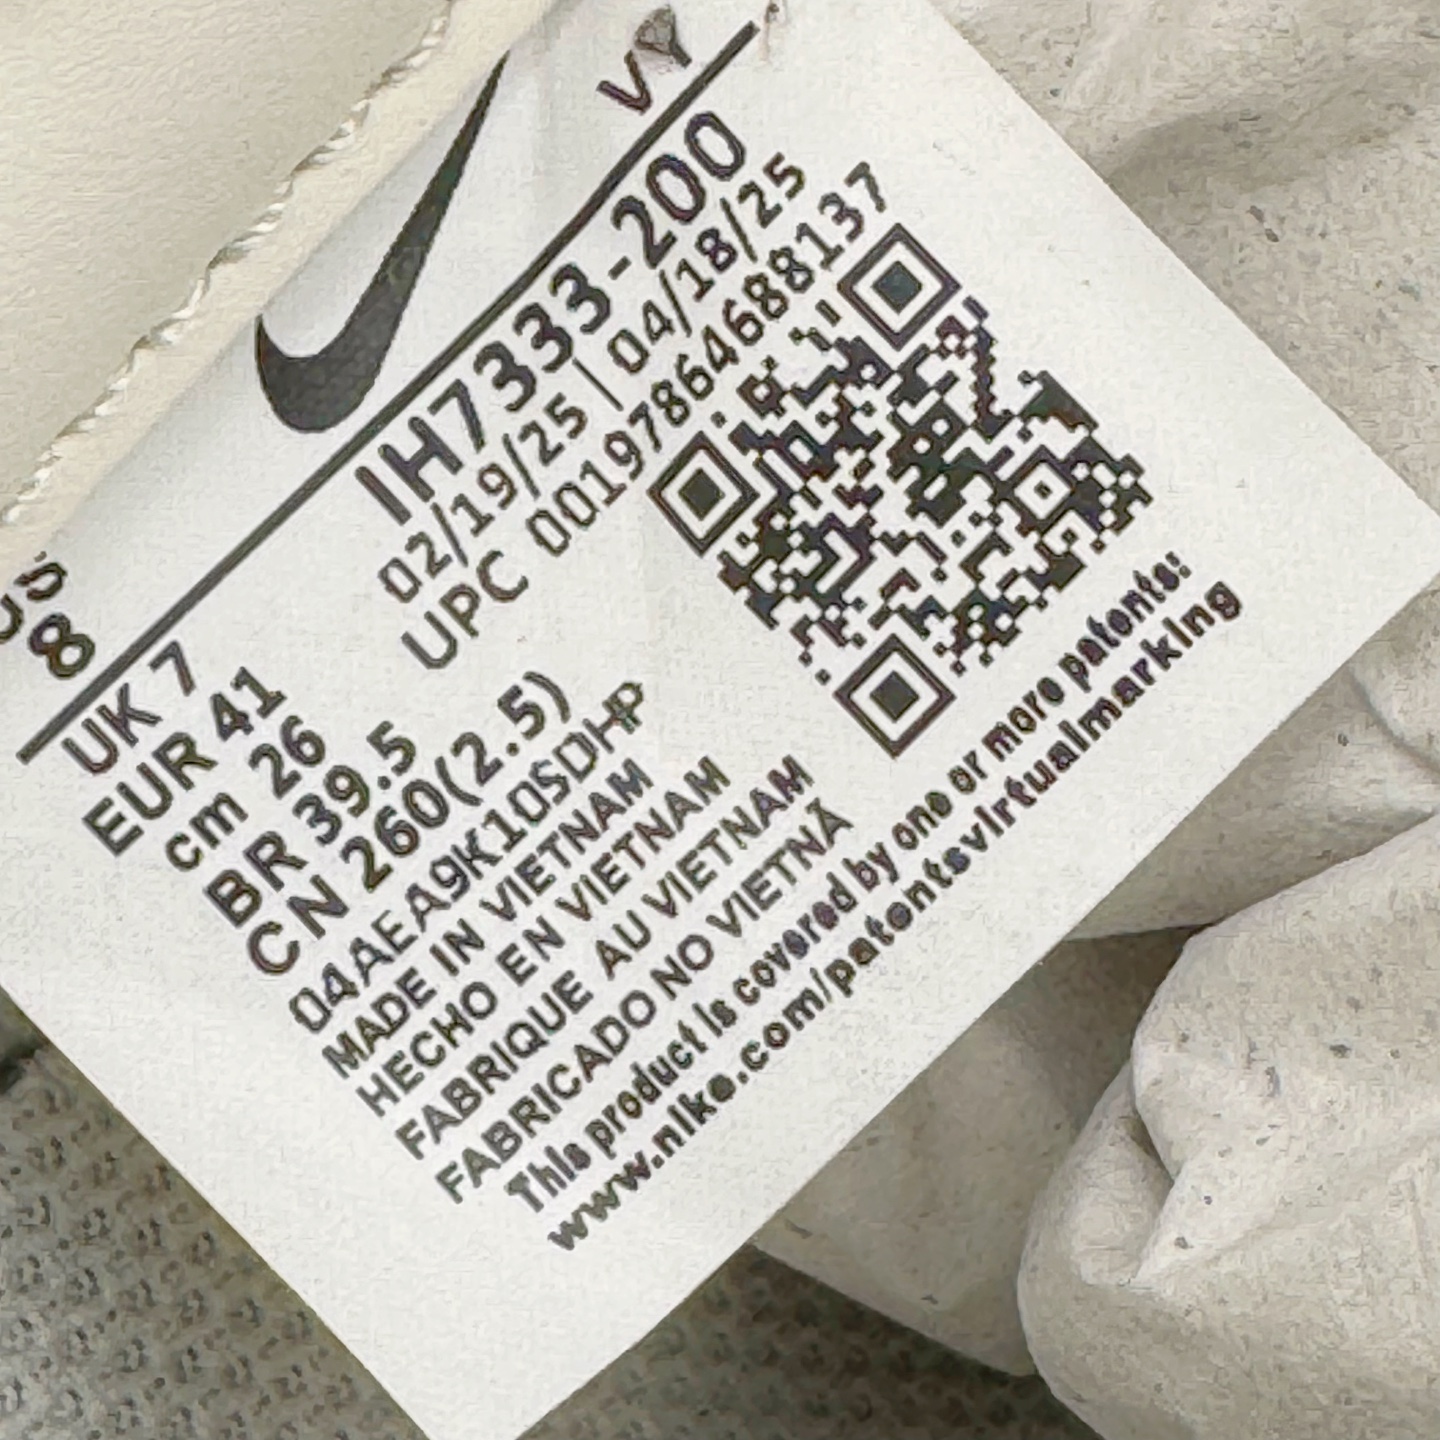 VY
US
8
IH7333-200
02/19/25 | 04/18/25
UPC 00197864688137
UK 7
EUR 41
cm 26
BR 39.5
CN 260(2.5)
04AEA9K10SDHP
MADE IN VIETNAM
HECHO EN VIETNAM
FABRIQUE AU VIETNAM
FABRICADO NO VIETNÃ
This product is covered by one or more patents:
www.nike.com/patentsvirtualmarking